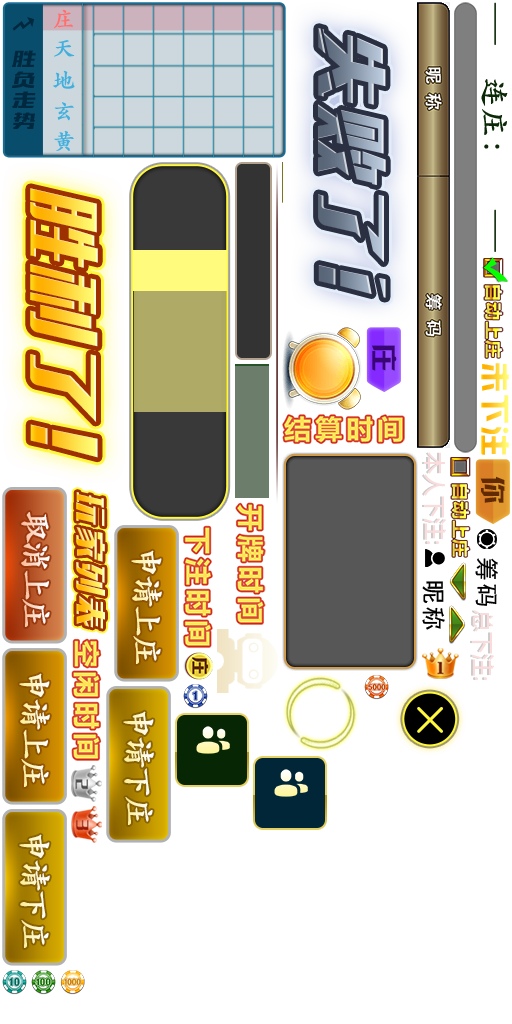 庄
天
地
玄
黄
胜负走势
失败了!
昵称
筹码
连庄:
自动上庄
未下注
胜利了!
庄
结算时间
你
筹码
自动上庄
本人下注:
昵称
总下注:
1
开牌时间
下注时间
庄
1
5000
玩家列表
空闲时间
2
3
取消上庄
申请上庄
申请上庄
申请下庄
申请下庄
10
100
1000